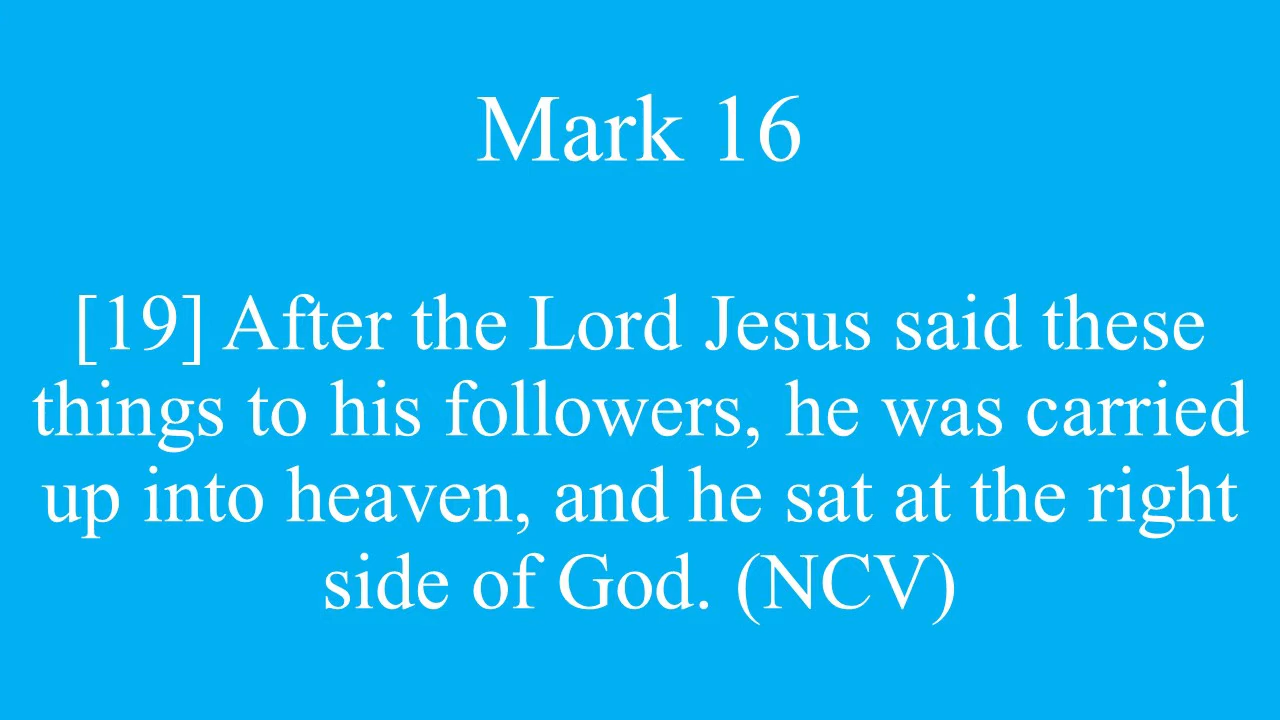 Mark 16
[19] After the Lord Jesus said these
things to his followers, he was carried
up into heaven, and he sat at the right
side of God. (NCV)